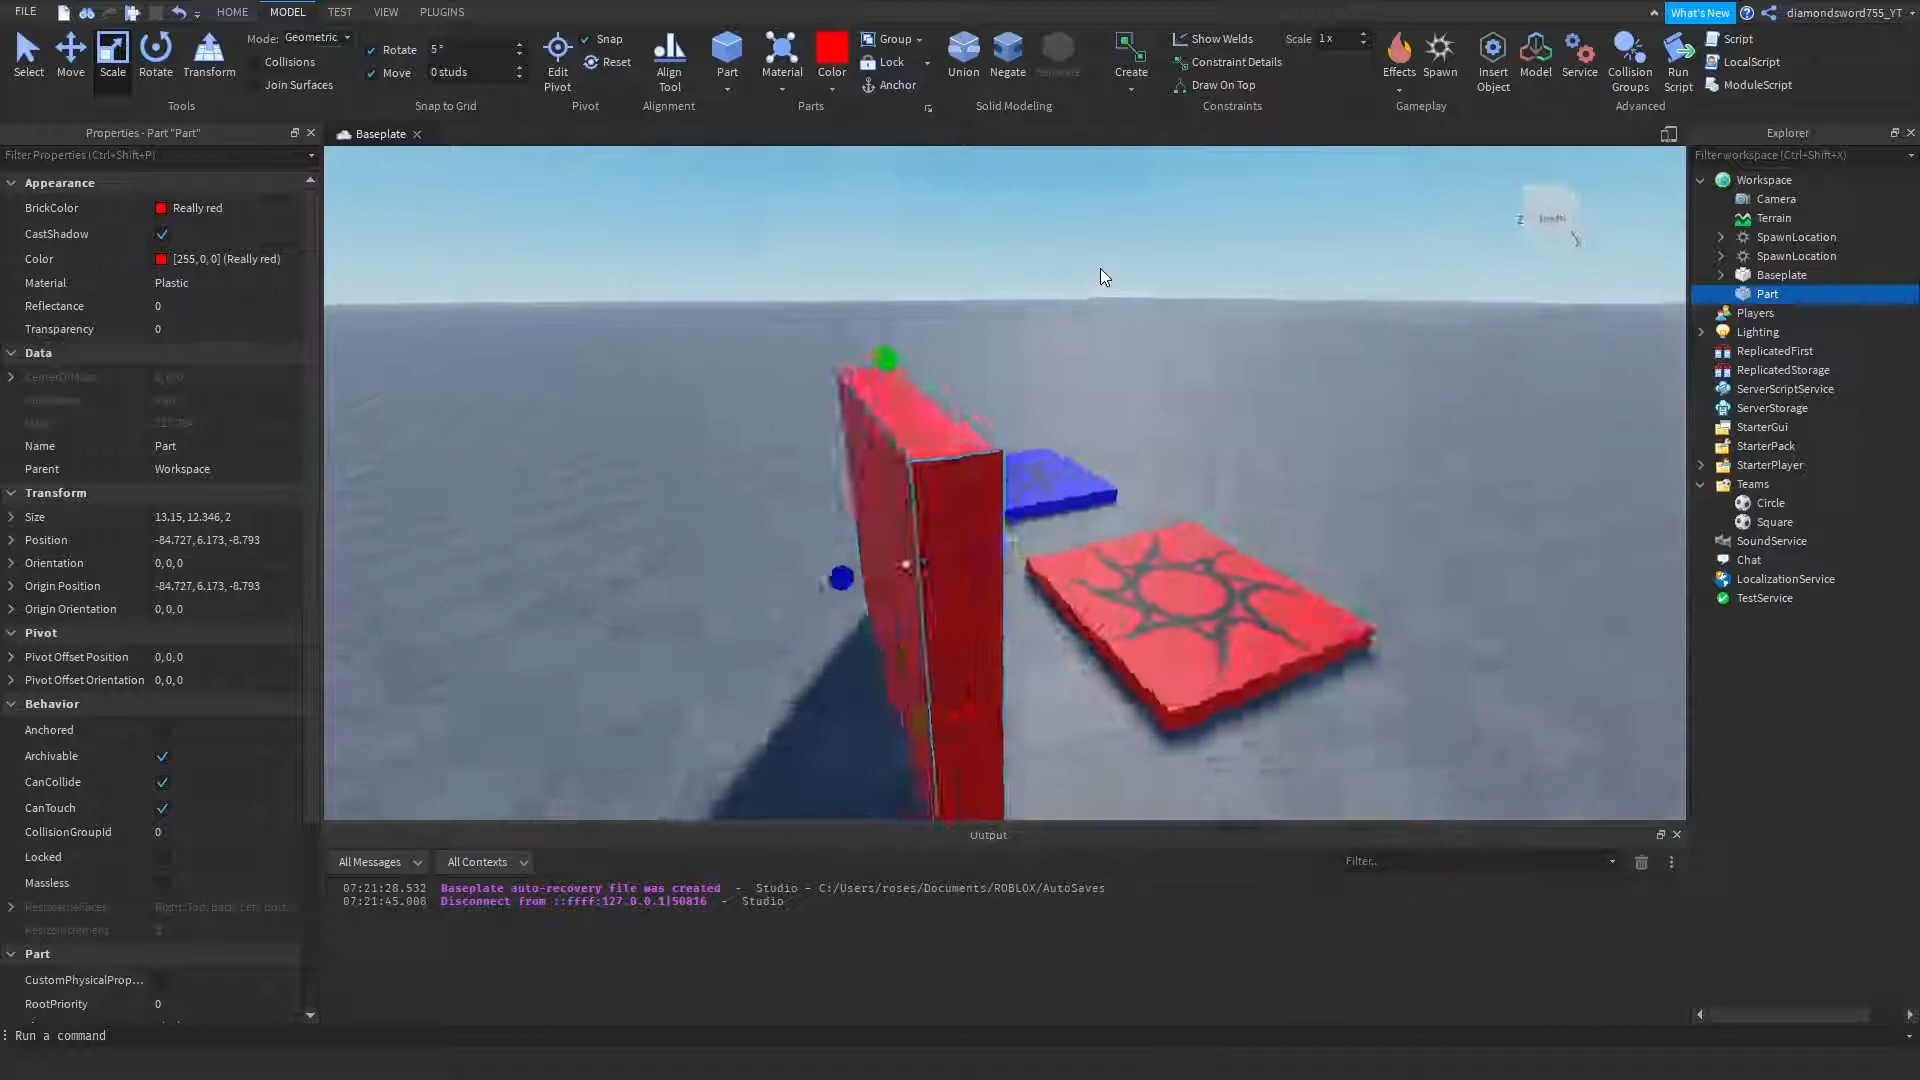 FILE HOME MODEL TEST VIEW PLUGINS What's New diamondsword755_YT
Select Move Scale Rotate Transform
Mode: Geometric
Collisions
Join Surfaces
Tools
Rotate 5°
Move 0 studs
Snap to Grid
Edit Pivot
Snap
Reset
Pivot
Align Tool
Alignment
Part Material Color
Group
Lock
Anchor
Parts
Union Negate Separate
Solid Modeling
Create
Show Welds
Constraint Details
Draw On Top
Scale 1x
Constraints
Effects Spawn
Gameplay
Insert Object Model Service Collision Groups Run Script
Script
LocalScript
ModuleScript
Advanced
Properties - Part "Part"
Filter Properties (Ctrl+Shift+P)
Appearance
BrickColor Really red
CastShadow
Color [255, 0, 0] (Really red)
Material Plastic
Reflectance 0
Transparency 0
Data
Name Part
Parent Workspace
Transform
Size 13.15, 12.346, 2
Position -84.727, 6.173, -8.793
Orientation 0, 0, 0
Origin Position -84.727, 6.173, -8.793
Origin Orientation 0, 0, 0
Pivot
Pivot Offset Position 0, 0, 0
Pivot Offset Orientation 0, 0, 0
Behavior
Anchored
Archivable
CanCollide
CanTouch
CollisionGroupId 0
Locked
Massless
Part
CustomPhysicalProp...
RootPriority 0
Run a command
Baseplate
Z
Output
All Messages All Contexts Filter...
07:21:28.532 Baseplate auto-recovery file was created - Studio - C:/Users/roses/Documents/ROBLOX/AutoSaves
07:21:45.008 Disconnect from ::ffff:127.0.0.1|50816 - Studio
Explorer
Filter workspace (Ctrl+Shift+X)
Workspace
Camera
Terrain
SpawnLocation
SpawnLocation
Baseplate
Part
Players
Lighting
ReplicatedFirst
ReplicatedStorage
ServerScriptService
ServerStorage
StarterGui
StarterPack
StarterPlayer
Teams
Circle
Square
SoundService
Chat
LocalizationService
TestService